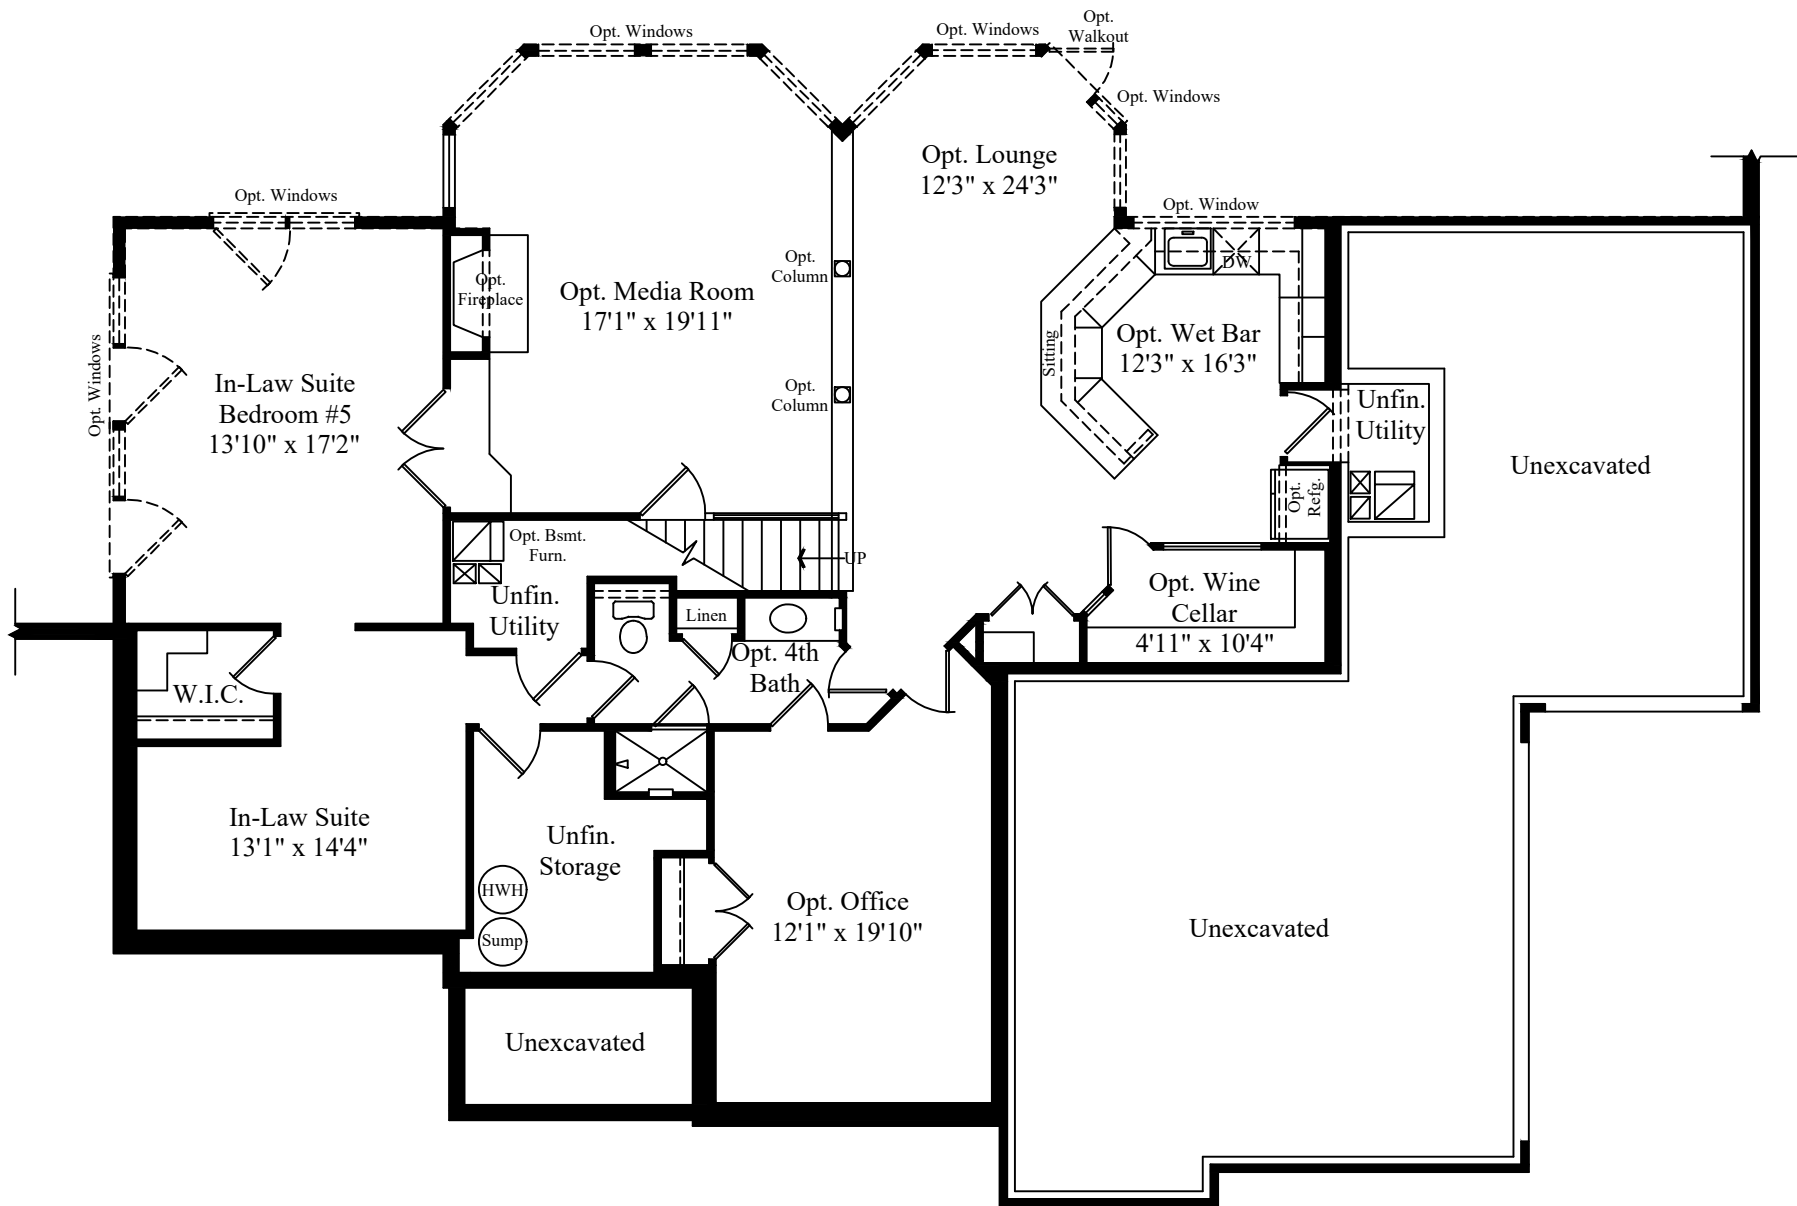 Opt.
Walkout
Opt. Windows
Opt. Windows
Opt. Windows
Opt. Lounge
12'3" x 24'3"
Opt. Windows
Opt. Window
Opt.
Column
DW
Opt.
Fireplace
Opt. Media Room
17'1" x 19'11"
Opt. Wet Bar
12'3" x 16'3"
Sitting
Opt. Windows
In-Law Suite
Bedroom #5
13'10" x 17'2"
Opt.
Column
Unfin.
Utility
Unexcavated
Opt.
Refg.
Opt. Bsmt.
Furn.
UP
Unfin.
Utility
Opt. Wine
Cellar
4'11" x 10'4"
Linen
Opt. 4th
Bath
W.I.C.
In-Law Suite
13'1" x 14'4"
Unfin.
Storage
HWH
Sump
Opt. Office
12'1" x 19'10"
Unexcavated
Unexcavated